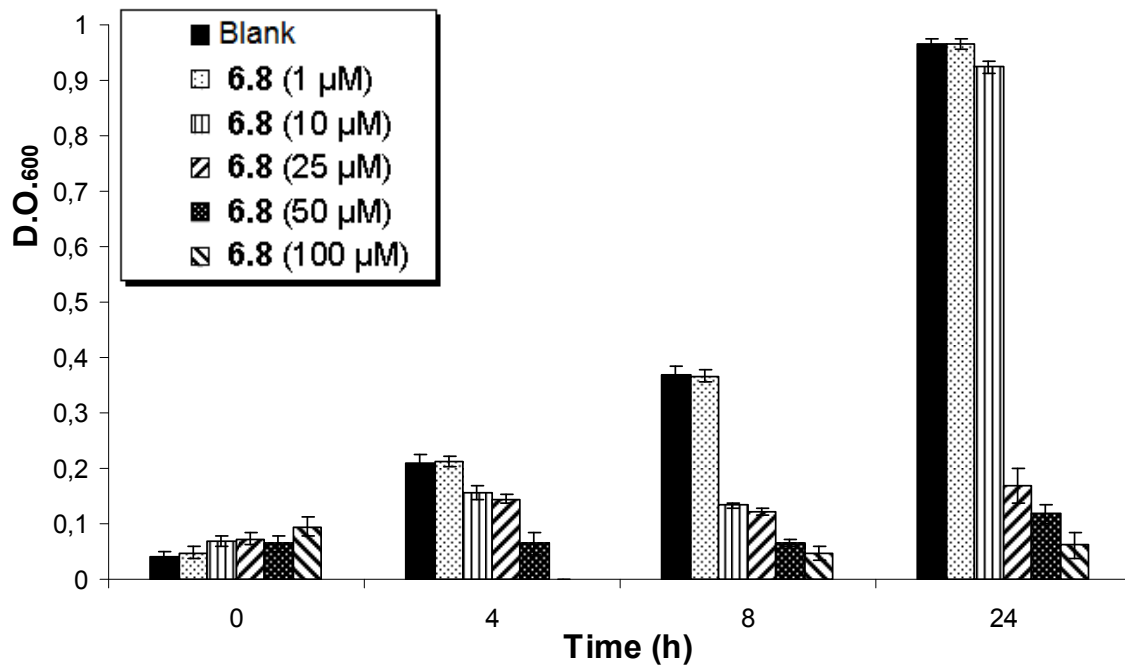 1
0,9
0,8
0,7
0,6
0,5
0,4
0,3
0,2
0,1
0
D.O.600
Blank
6.8 (1 µM)
6.8 (10 µM)
6.8 (25 µM)
6.8 (50 µM)
6.8 (100 µM)
0 4 8 24
Time (h)